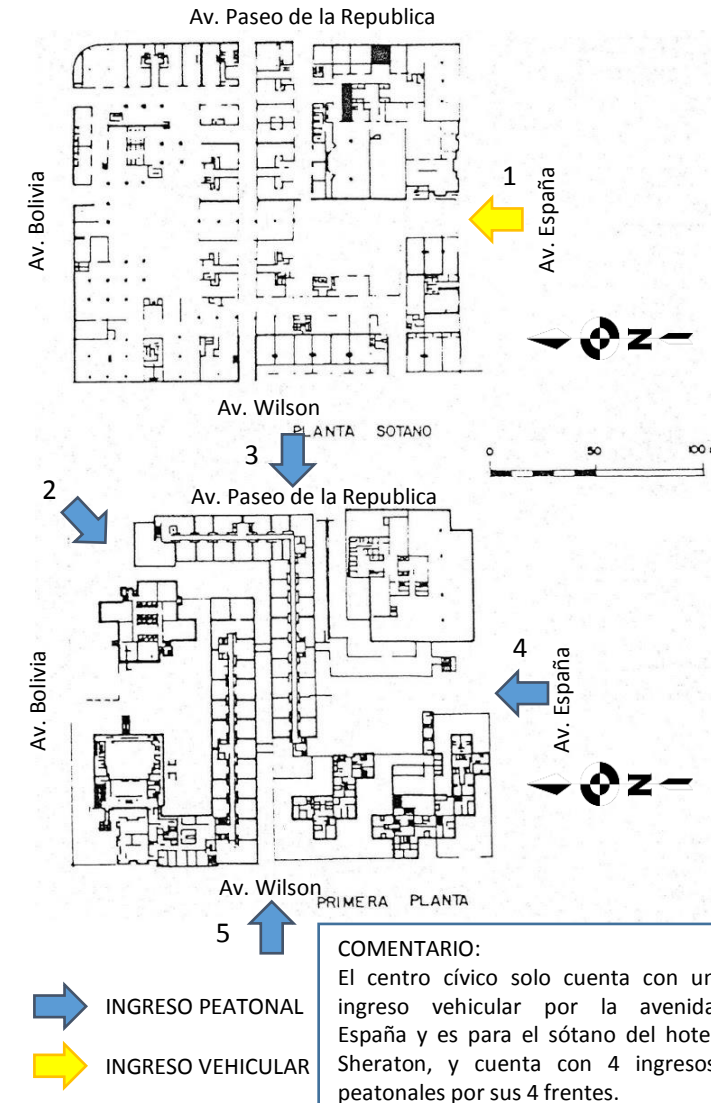 Av. Paseo de la Republica
1
Av. Bolivia
Av. España
N
Av. Wilson
PLANTA SOTANO
0 50 100
3
2
Av. Paseo de la Republica
4
Av. Bolivia
Av. España
N
Av. Wilson
PRIMERA PLANTA
5
COMENTARIO:
El centro cívico solo cuenta con un
ingreso vehicular por la avenida
España y es para el sótano del hotel
Sheraton, y cuenta con 4 ingresos
peatonales por sus 4 frentes.
INGRESO PEATONAL
INGRESO VEHICULAR